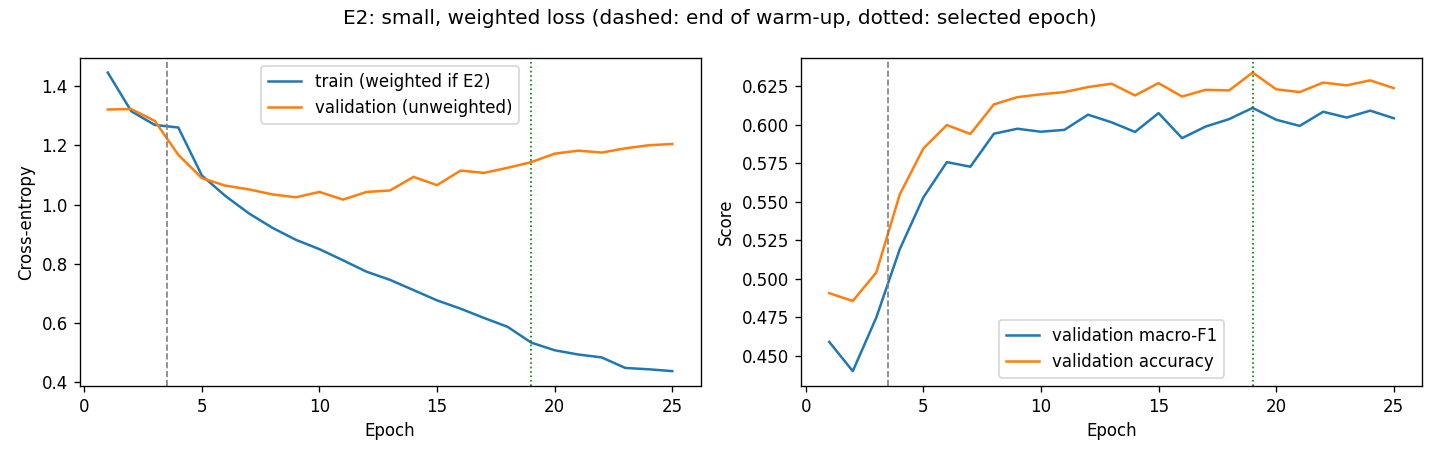 E2: small, weighted loss (dashed: end of warm-up, dotted: selected epoch)
Cross-entropy
1.4
1.2
1.0
0.8
0.6
0.4
train (weighted if E2)
validation (unweighted)
0 5 10 15 20 25
Epoch
Score
0.625
0.600
0.575
0.550
0.525
0.500
0.475
0.450
validation macro-F1
validation accuracy
0 5 10 15 20 25
Epoch